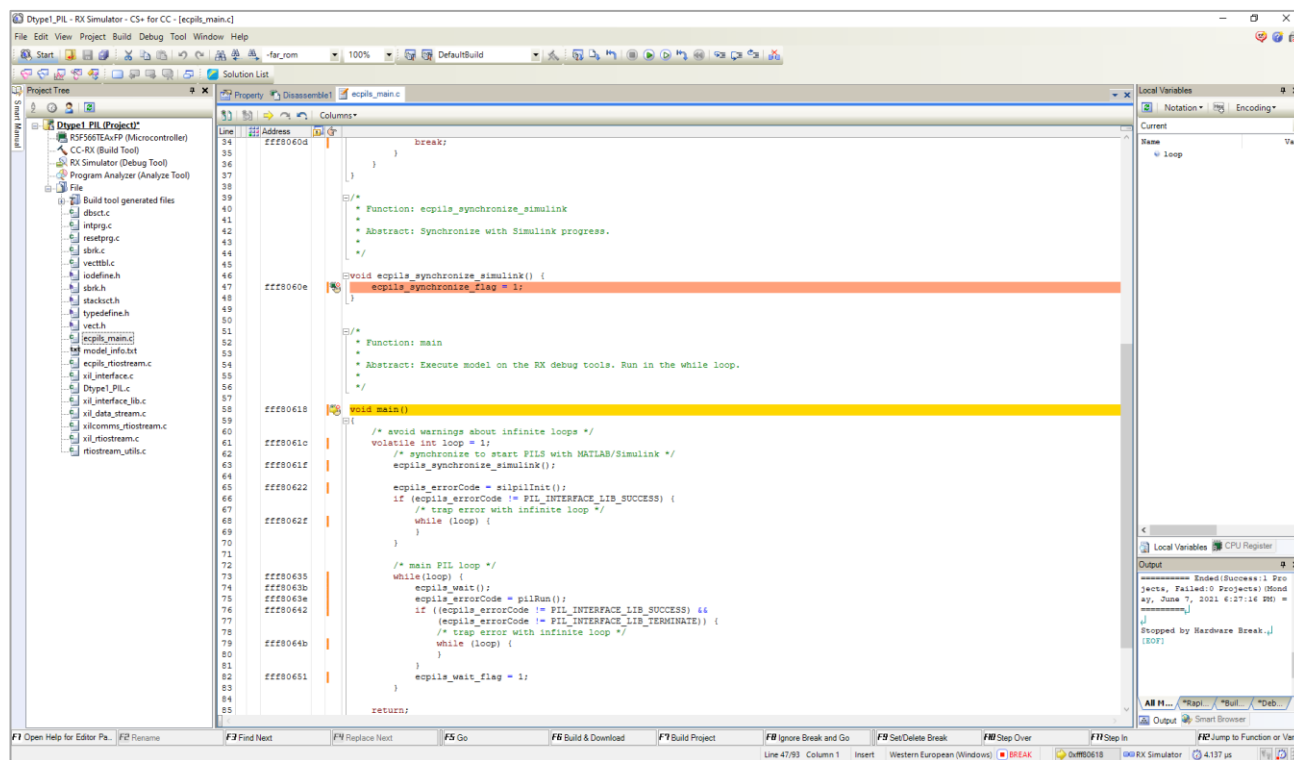 Dtype1_PIL - RX Simulator - CS+ for CC - [ecpils_main.c]
File Edit View Project Build Debug Tool Window Help
Start
-far_rom
100%
DefaultBuild
Solution List
Smart Manual
Project Tree
Dtype1_PIL (Project)*
R5F566TEAxFP (Microcontroller)
CC-RX (Build Tool)
RX Simulator (Debug Tool)
Program Analyzer (Analyze Tool)
File
Build tool generated files
dbsct.c
intprg.c
resetprg.c
sbrk.c
vecttbl.c
iodefine.h
sbrk.h
stacksct.h
typedefine.h
vect.h
ecpils_main.c
model_info.txt
ecpils_rtiostream.c
xil_interface.c
Dtype1_PIL.c
xil_interface_lib.c
xil_data_stream.c
xilcomms_rtiostream.c
xil_rtiostream.c
rtiostream_utils.c
Property Disassemble1 ecpils_main.c
Columns
Line Address
34 fff8060d break;
35 }
36 }
37 }
38
39 /*
40 * Function: ecpils_synchronize_simulink
41 *
42 * Abstract: Synchronize with Simulink progress.
43 *
44 */
45
46 void ecpils_synchronize_simulink() {
47 fff8060e ecpils_synchronize_flag = 1;
48 }
49
50
51 /*
52 * Function: main
53 *
54 * Abstract: Execute model on the RX debug tools. Run in the while loop.
55 *
56 */
57
58 fff80618 void main()
59 {
60 /* avoid warnings about infinite loops */
61 fff8061c volatile int loop = 1;
62 /* synchronize to start PILS with MATLAB/Simulink */
63 fff8061f ecpils_synchronize_simulink();
64
65 fff80622 ecpils_errorCode = silpilInit();
66 if (ecpils_errorCode != PIL_INTERFACE_LIB_SUCCESS) {
67 /* trap error with infinite loop */
68 fff8062f while (loop) {
69 }
70 }
71
72 /* main PIL loop */
73 fff80635 while(loop) {
74 fff8063b ecpils_wait();
75 fff8063e ecpils_errorCode = pilRun();
76 fff80642 if ((ecpils_errorCode != PIL_INTERFACE_LIB_SUCCESS) &&
77 (ecpils_errorCode != PIL_INTERFACE_LIB_TERMINATE)) {
78 /* trap error with infinite loop */
79 fff8064b while (loop) {
80 }
81 }
82 fff80651 ecpils_wait_flag = 1;
83 }
84
85 return;
Local Variables
Notation Encoding
Current
Name Va
loop
Local Variables CPU Register
Output
========== Ended(Success:1 Pro
jects, Failed:0 Projects)(Mond
ay, June 7, 2021 6:27:16 PM) =
=========
Stopped by Hardware Break.
[EOF]
All M... *Rapi... *Buil... *Deb...
Output Smart Browser
F1 Open Help for Editor Pa.. F2 Rename F3 Find Next F4 Replace Next F5 Go F6 Build & Download F7 Build Project F8 Ignore Break and Go F9 Set/Delete Break F10 Step Over F11 Step In F12 Jump to Function or Var
Line 47/93 Column 1 Insert Western European (Windows) BREAK 0xfff80618 RX Simulator 4.137 µs